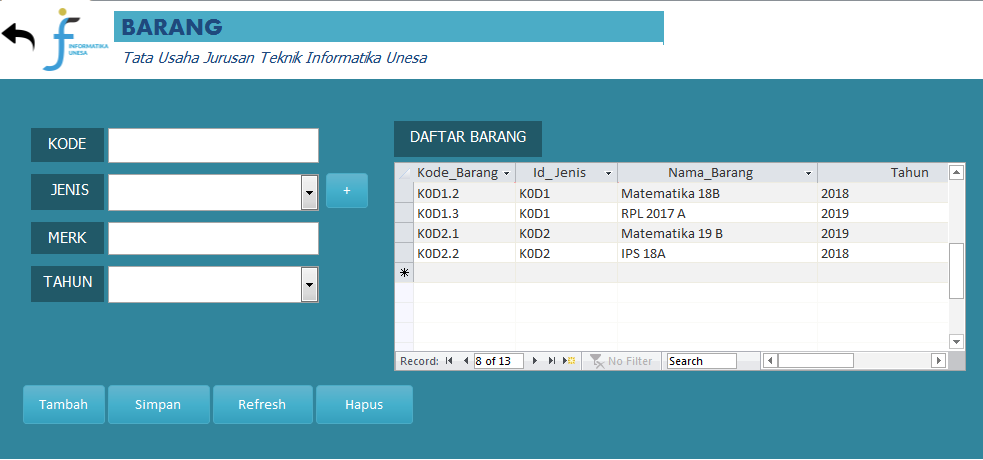 BARANG
INFORMATIKA
UNESA
Tata Usaha Jurusan Teknik Informatika Unesa
KODE
JENIS
+
MERK
TAHUN
DAFTAR BARANG
Kode_Barang Id_Jenis Nama_Barang Tahun
K0D1.2 K0D1 Matematika 18B 2018
K0D1.3 K0D1 RPL 2017 A 2019
K0D2.1 K0D2 Matematika 19 B 2019
K0D2.2 K0D2 IPS 18A 2018
Record: 8 of 13 No Filter Search
Tambah Simpan Refresh Hapus